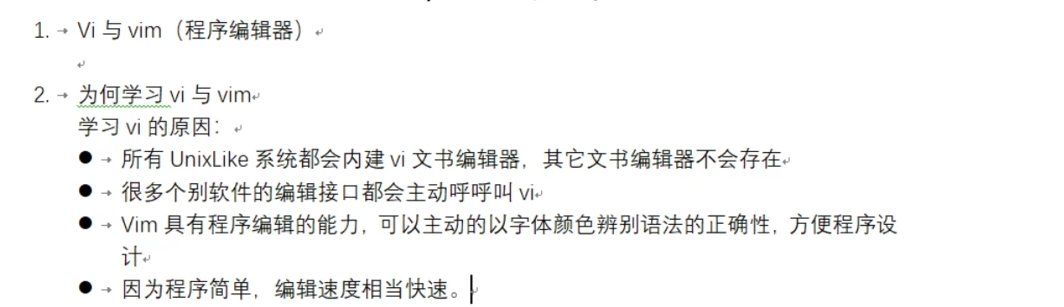 1. Vi 与 vim（程序编辑器）
2. 为何学习 vi 与 vim
学习 vi 的原因：
● 所有 UnixLike 系统都会内建 vi 文书编辑器，其它文书编辑器不会存在
● 很多个别软件的编辑接口都会主动呼呼叫 vi
● Vim 具有程序编辑的能力，可以主动的以字体颜色辨别语法的正确性，方便程序设
计
● 因为程序简单，编辑速度相当快速。